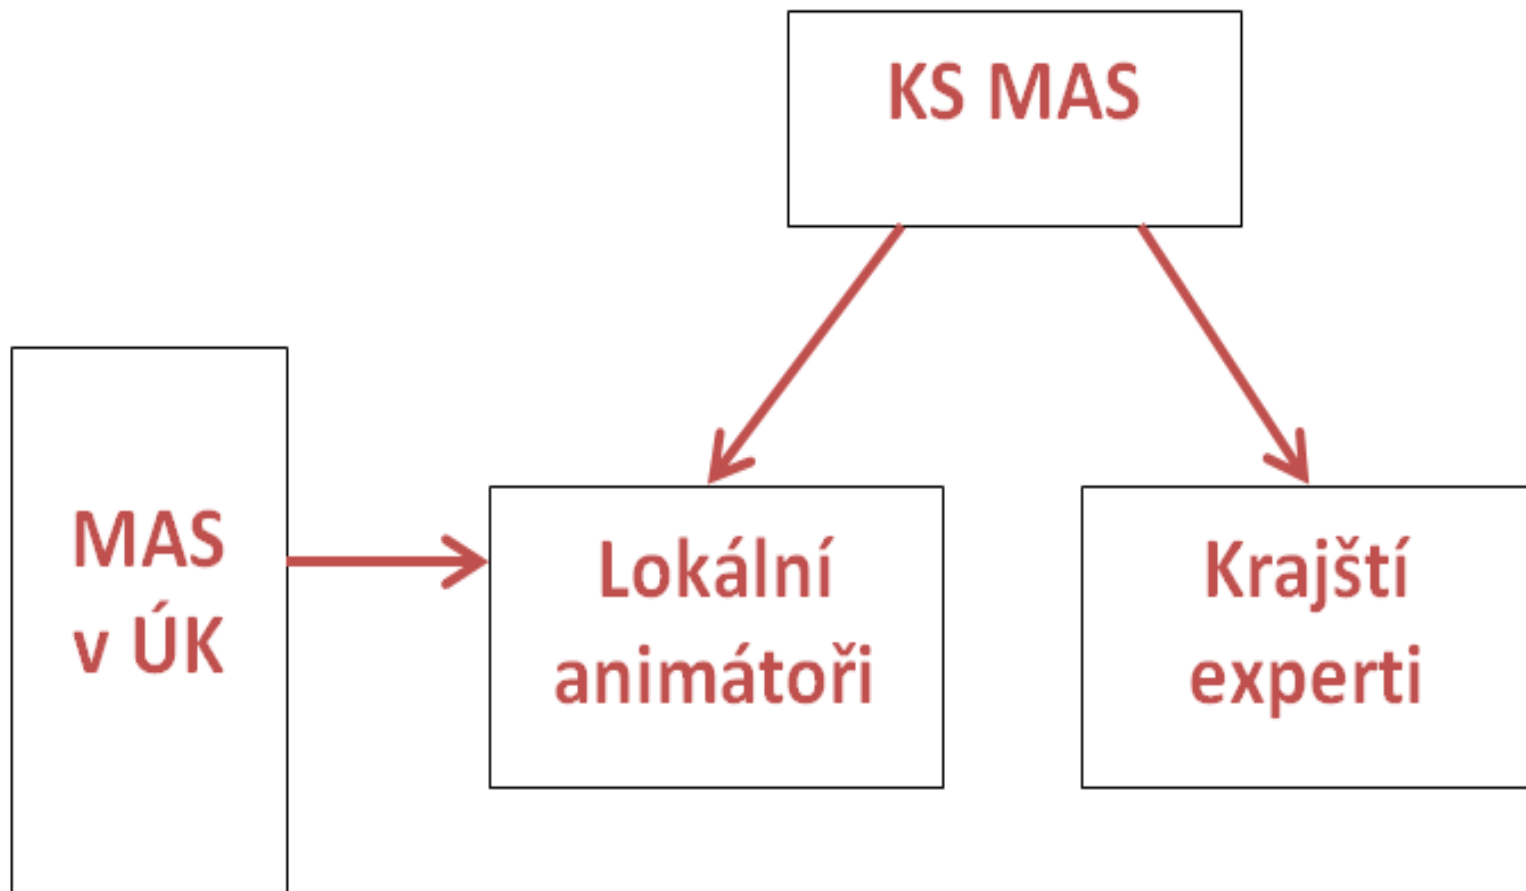 KS MAS
MAS
v ÚK
Lokální
animátoři
Krajští
experti